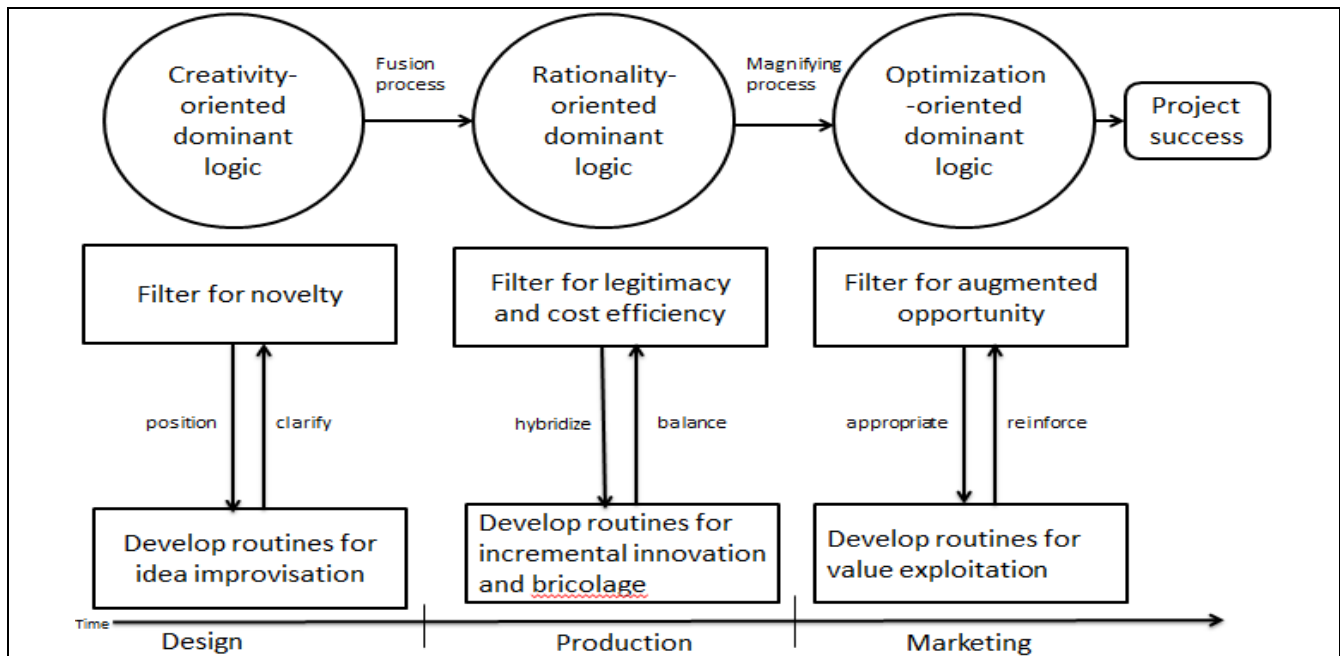 Creativity-
oriented
dominant
logic
Fusion
process
Rationality-
oriented
dominant
logic
Magnifying
process
Optimization
-oriented
dominant
logic
Project
success
Filter for novelty
Filter for legitimacy
and cost efficiency
Filter for augmented
opportunity
position
clarify
hybridize
balance
appropriate
reinforce
Develop routines for
idea improvisation
Develop routines for
incremental innovation
and bricolage
Develop routines for
value exploitation
Time
Design
Production
Marketing